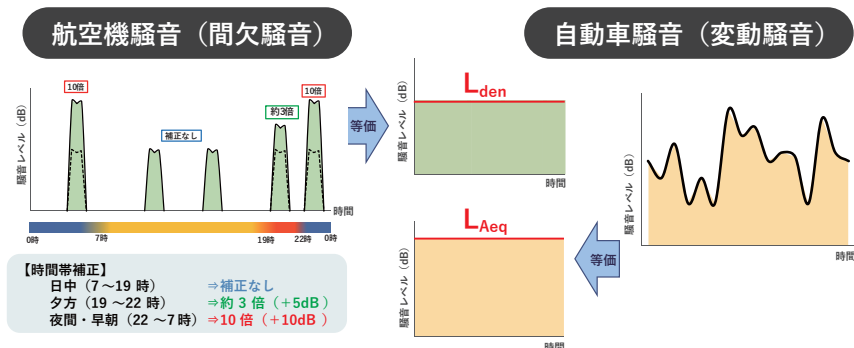 航空機騒音（間欠騒音）
自動車騒音（変動騒音）
騒音レベル（dB）
10倍
補正なし
約3倍
10倍
時間
0時
7時
19時
22時
0時
等価
騒音レベル（dB）
Lden
時間
騒音レベル（dB）
LAeq
時間
等価
騒音レベル（dB）
時間
【時間帯補正】
日中（7～19 時） ⇒補正なし
夕方（19 ～22 時） ⇒約 3 倍（＋5dB ）
夜間・早朝（22 ～7 時）⇒10 倍（＋10dB ）